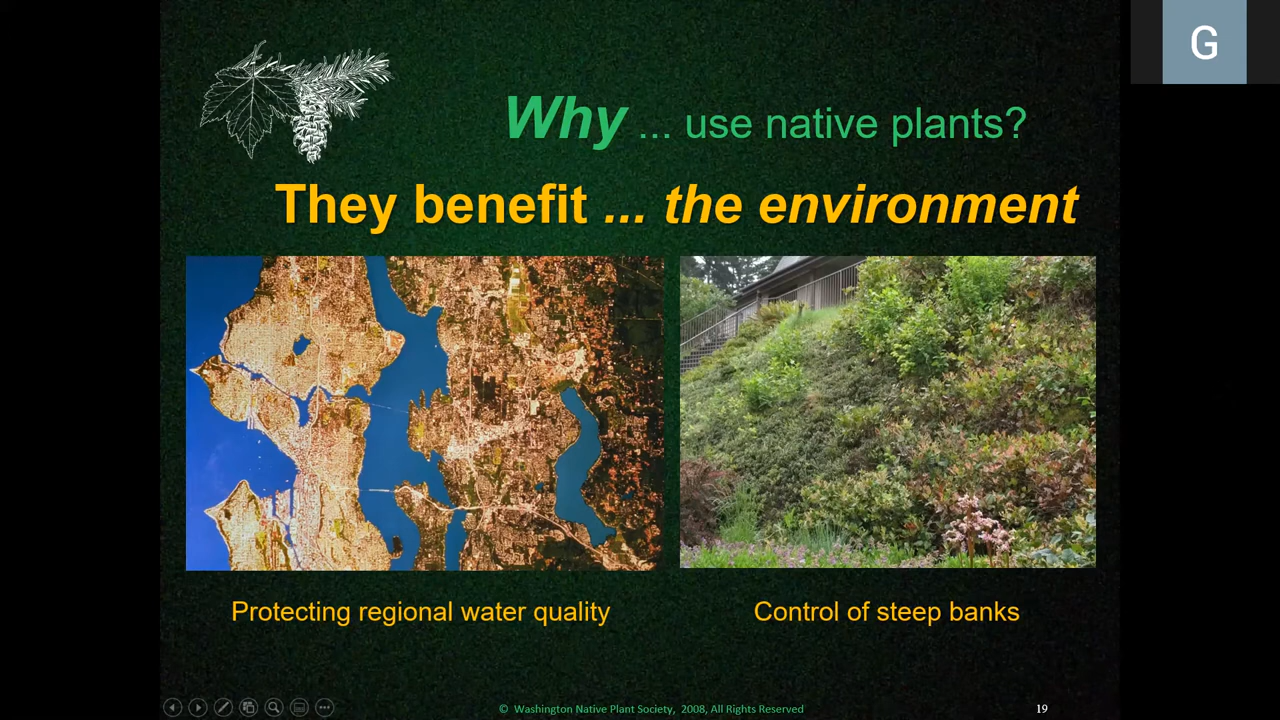 G
Why ... use native plants?
They benefit ... the environment
Protecting regional water quality
Control of steep banks
© Washington Native Plant Society, 2008, All Rights Reserved
19